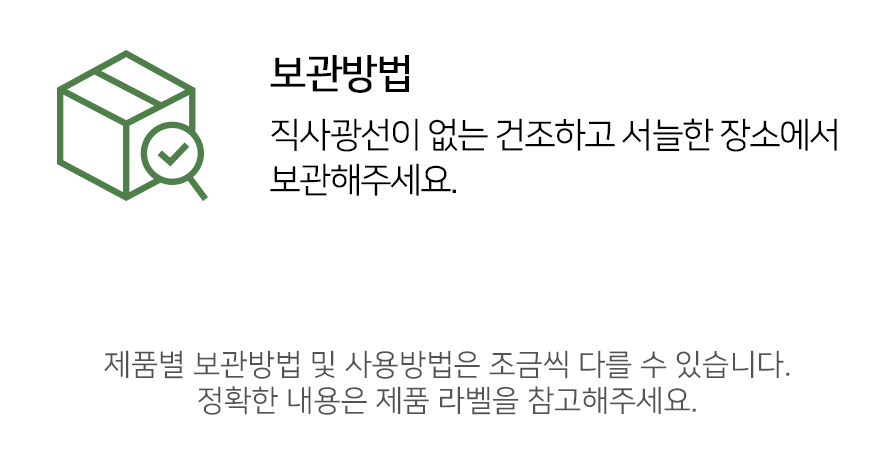 보관방법
직사광선이 없는 건조하고 서늘한 장소에서
보관해주세요.
제품별 보관방법 및 사용방법은 조금씩 다를 수 있습니다.
정확한 내용은 제품 라벨을 참고해주세요.